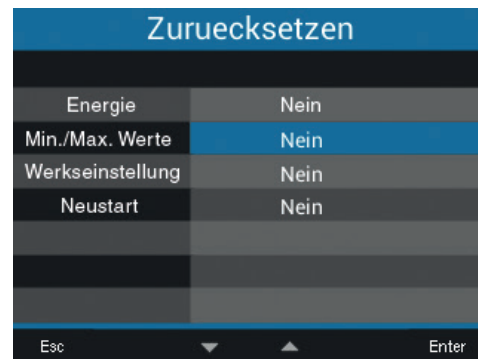 Zuruecksetzen
Energie Nein
Min./Max. Werte Nein
Werkseinstellung Nein
Neustart Nein
Esc Enter